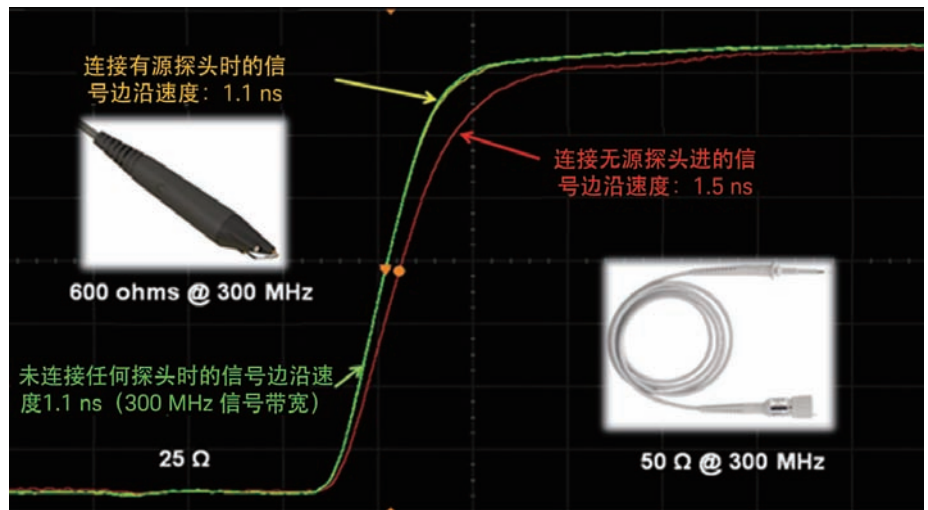 连接有源探头时的信
号边沿速度：1.1 ns
连接无源探头进的信
号边沿速度：1.5 ns
600 ohms @ 300 MHz
未连接任何探头时的信号边沿速
度1.1 ns（300 MHz 信号带宽）
25 Ω
50 Ω @ 300 MHz